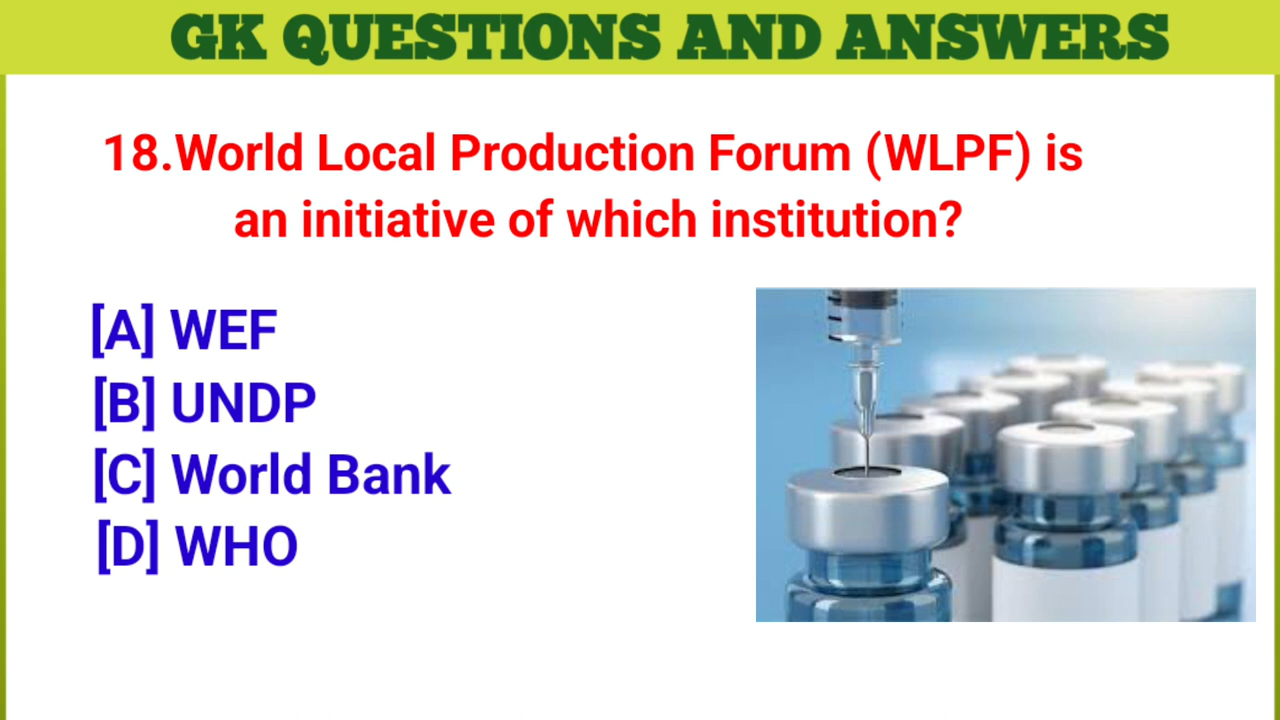 GK QUESTIONS AND ANSWERS
18.World Local Production Forum (WLPF) is
an initiative of which institution?
[A] WEF
[B] UNDP
[C] World Bank
[D] WHO